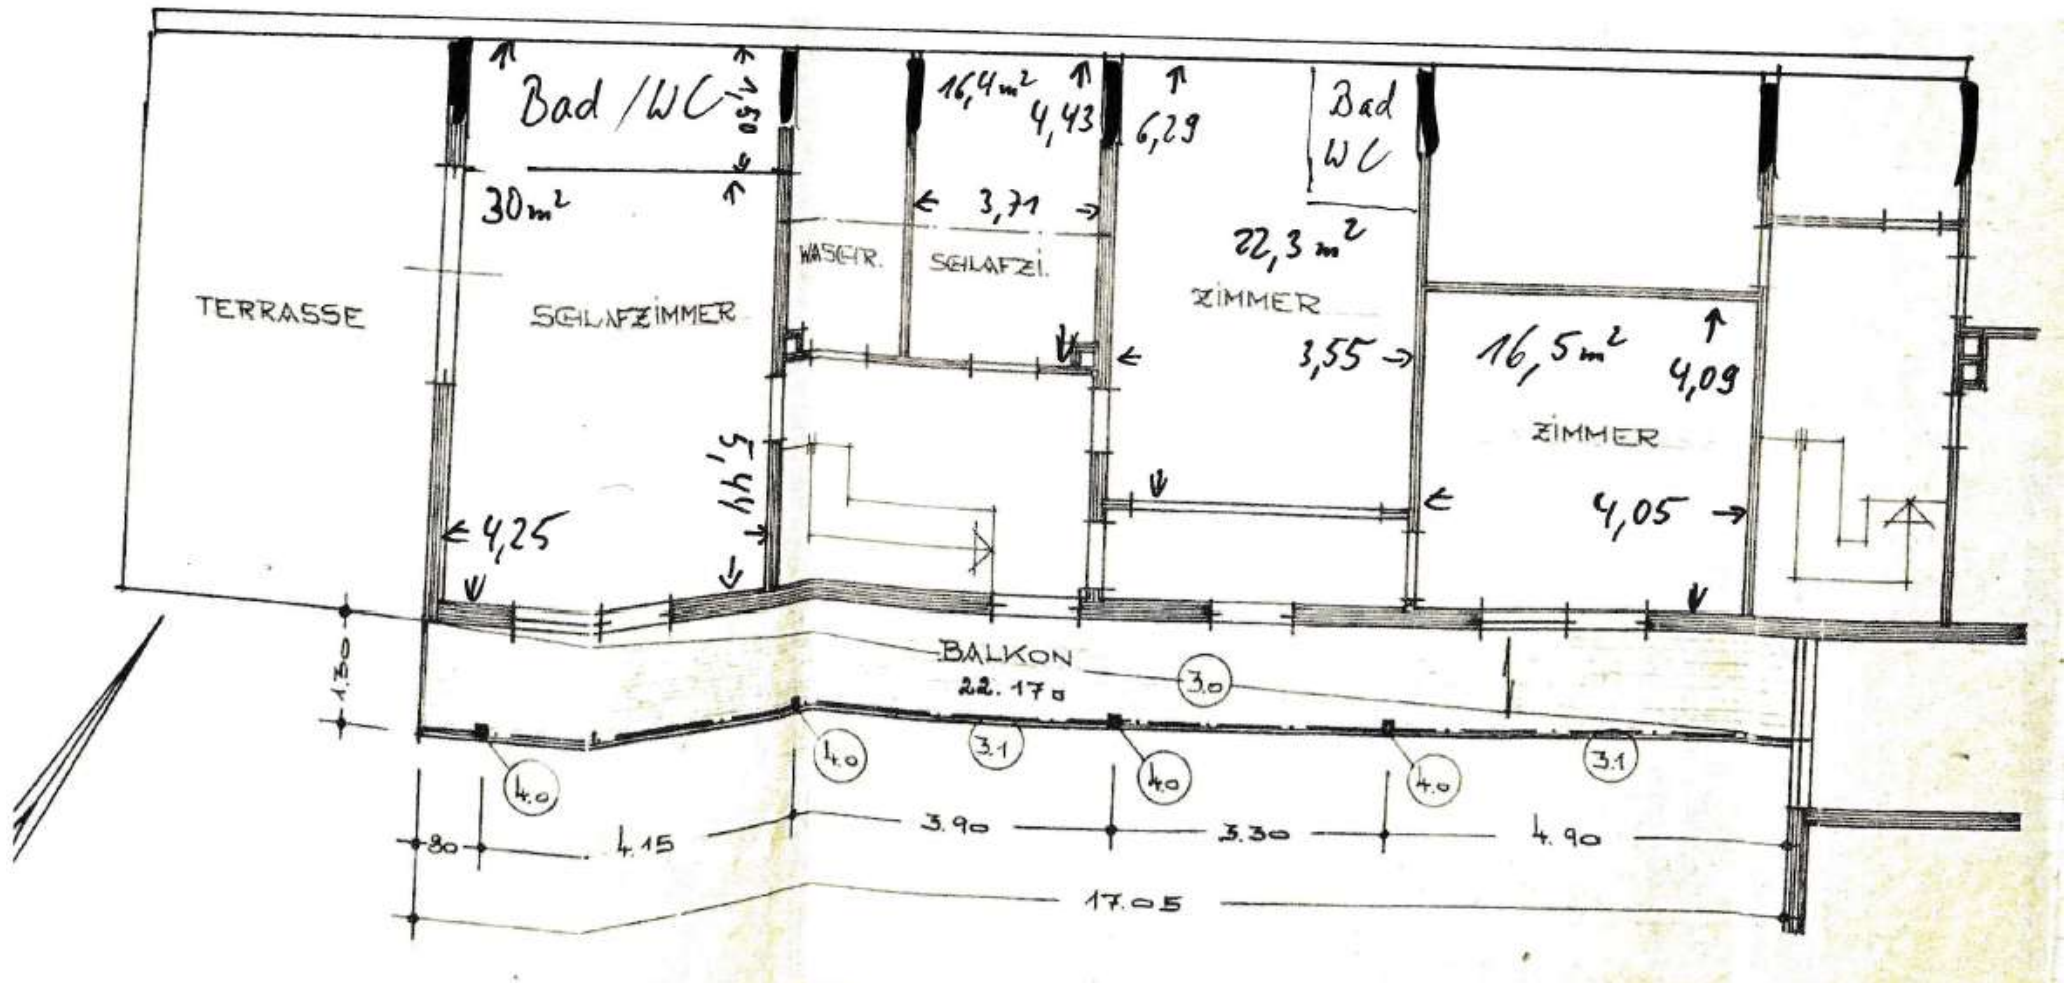 Bad / WC
1,50
16,4 m²
4,43
6,29
Bad
WC
30 m²
3,71
22,3 m²
WASCHR.
SCHLAFZI.
TERRASSE
SCHLAFZIMMER
ZIMMER
3,55
16,5 m²
4,09
ZIMMER
5,44
4,25
4,05
1.30
BALKON
22.17
3.0
4.0
4.0
3.1
4.0
4.0
3.1
80
4.15
3.90
3.30
4.90
17.05